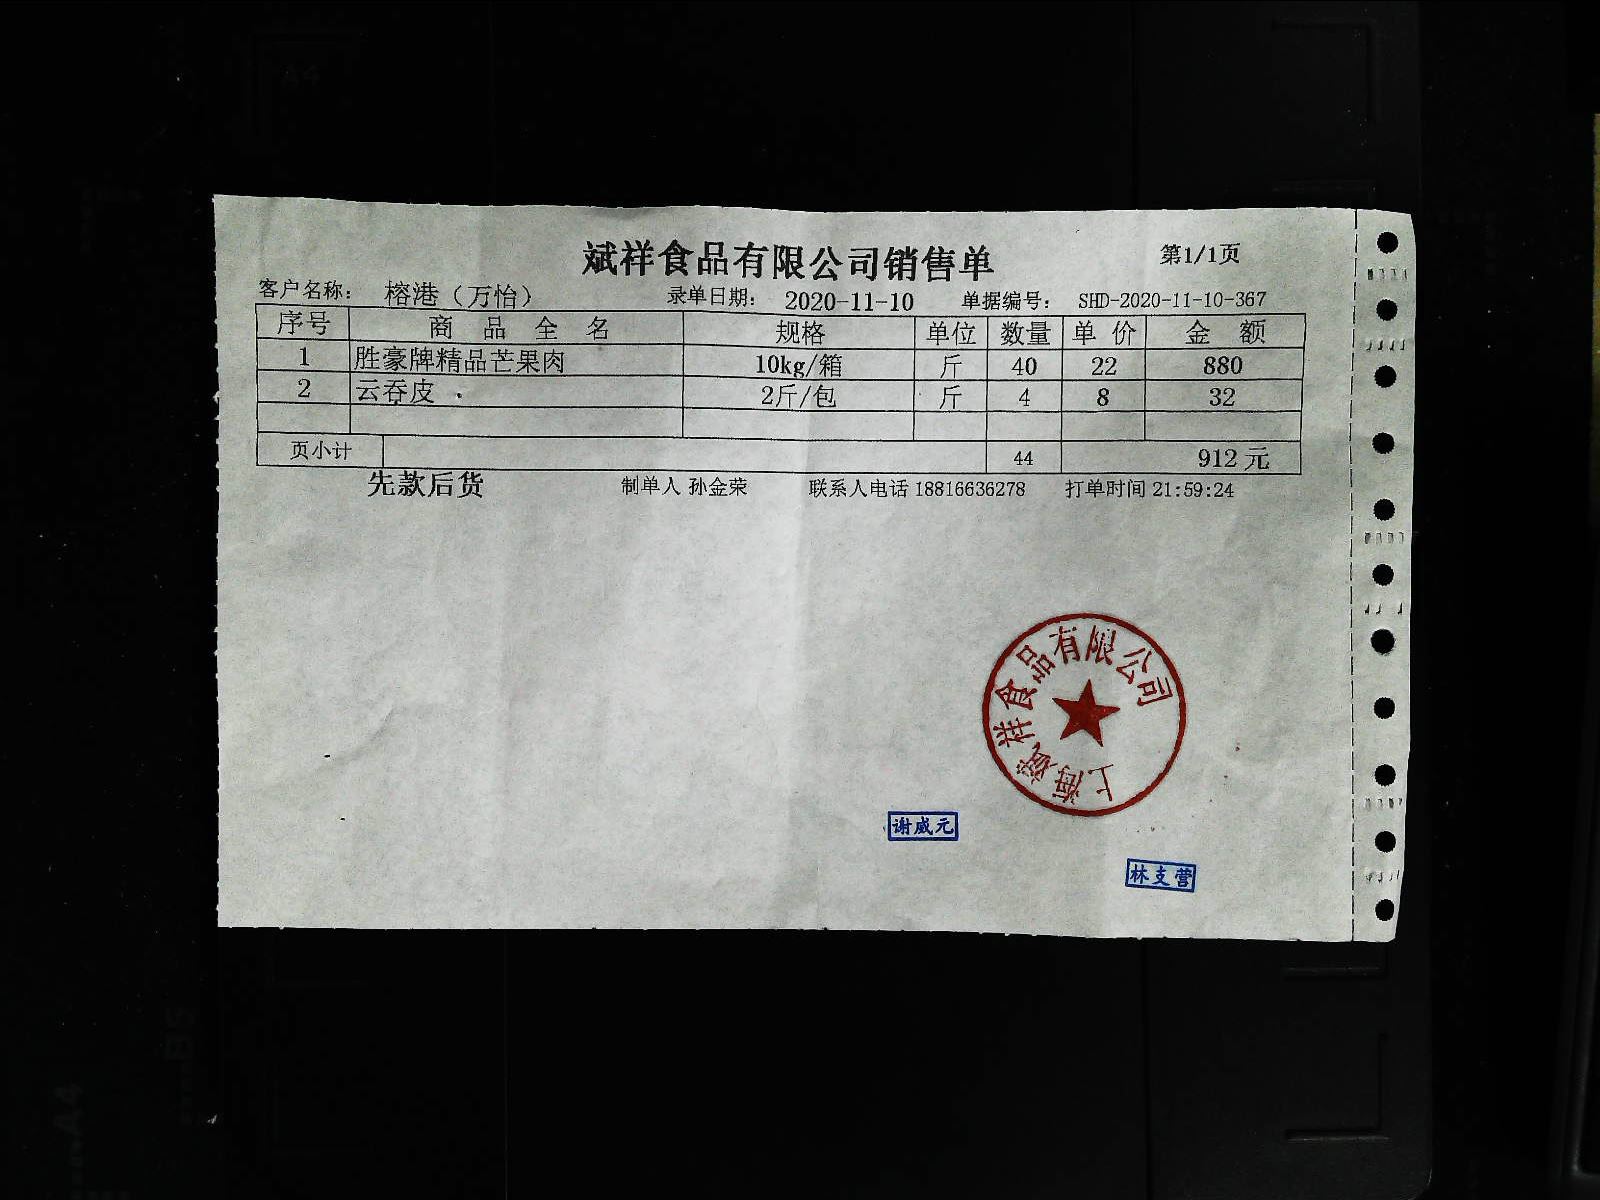 斌祥食品有限公司销售单
第1/1页
客户名称： 榕港（万怡） 录单日期： 2020-11-10 单据编号： SHD-2020-11-10-367
序号 商品全名 规格 单位 数量 单价 金额
1 胜豪牌精品芒果肉 10kg/箱 斤 40 22 880
2 云吞皮 2斤/包 斤 4 8 32
页小计 44 912 元
先款后货 制单人 孙金荣 联系人电话 18816636278 打单时间 21:59:24
上海斌祥食品有限公司
谢威元
林支营
A4
B5
A4